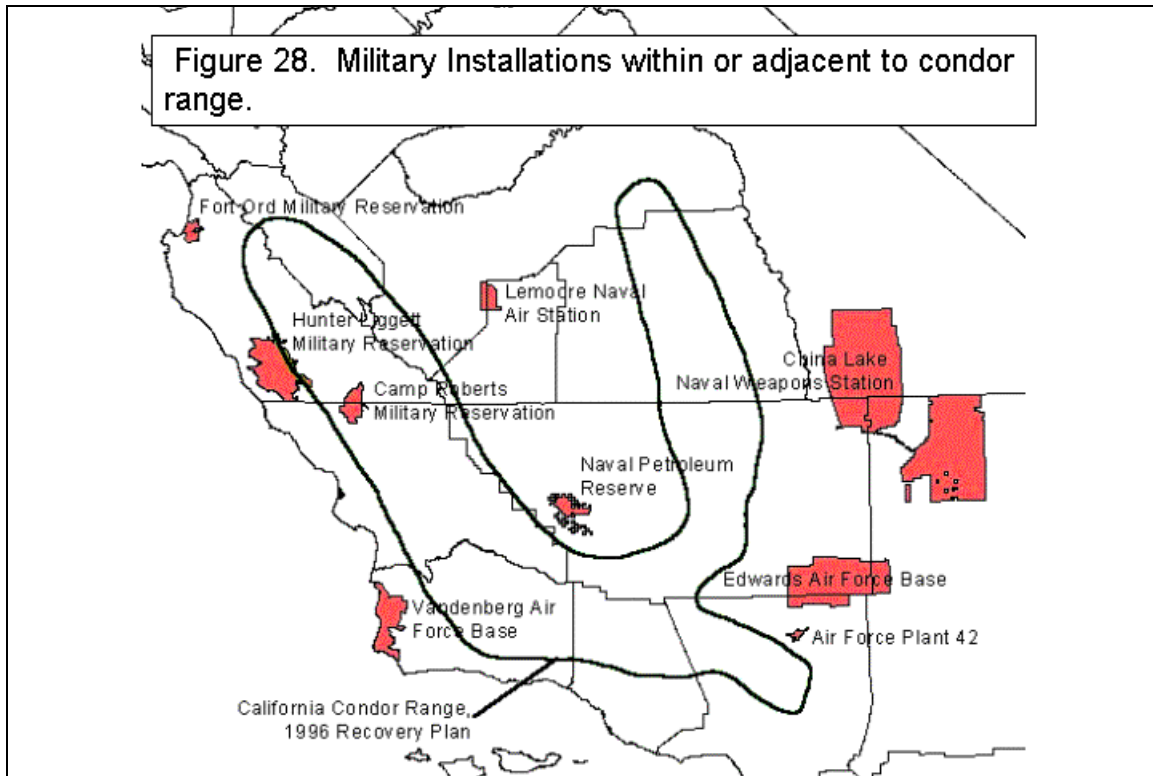 Figure 28. Military Installations within or adjacent to condor
range.
Fort Ord Military Reservation
Lemoore Naval
Air Station
Hunter Liggett
Military Reservation
China Lake
Naval Weapons Station
Camp Roberts
Military Reservation
Naval Petroleum
Reserve
Edwards Air Force Base
Vandenberg Air
Force Base
Air Force Plant 42
California Condor Range,
1996 Recovery Plan